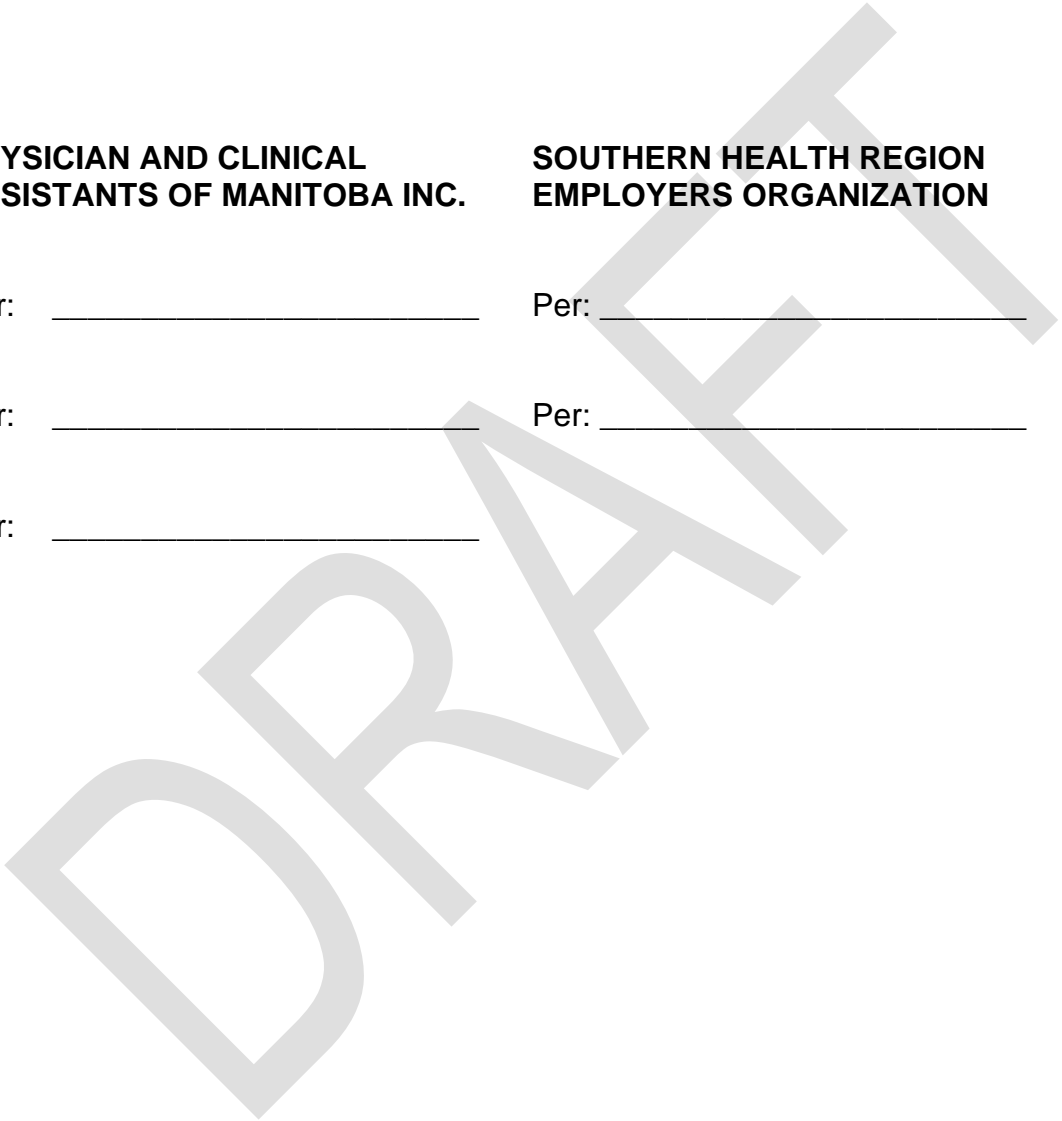 YSICIAN AND CLINICAL
SISTANTS OF MANITOBA INC.
SOUTHERN HEALTH REGION
EMPLOYERS ORGANIZATION
r: ________________________
Per: ________________________
r: ________________________
Per: ________________________
r: ________________________
DRAFT